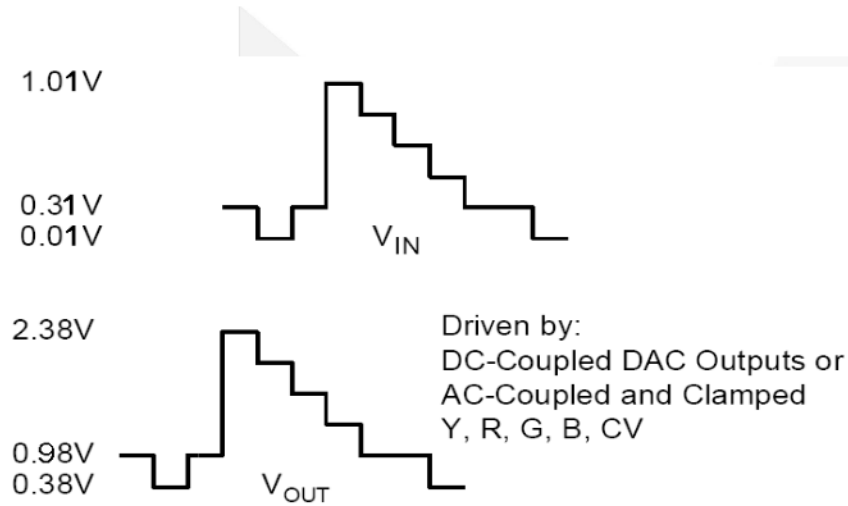 1.01V
0.31V
0.01V
VIN
2.38V
Driven by:
DC-Coupled DAC Outputs or
AC-Coupled and Clamped
Y, R, G, B, CV
0.98V
0.38V
VOUT